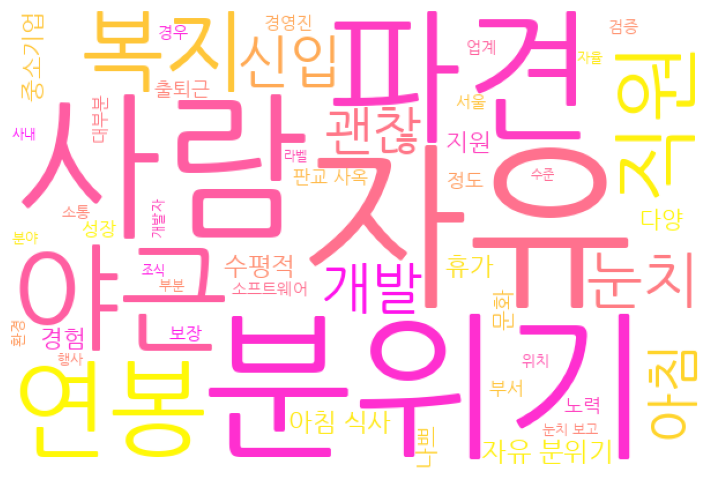 중소기업
복지
경우
경영진
신입
파견
업계
검증
자율
직원
출퇴근
대부분
사내
사람
라벨
괜찮
지원
서울
판교 사옥
정도
수준
자유
다양
소통
성장
개발자
분야
야근
조식
부분
수평적
소프트웨어
개발
휴가
눈치
환경
경험
보장
문화
행사
연봉
분위기
위치
부서
노력
아침
아침 식사
나쁜
자유 분위기
눈치 보고